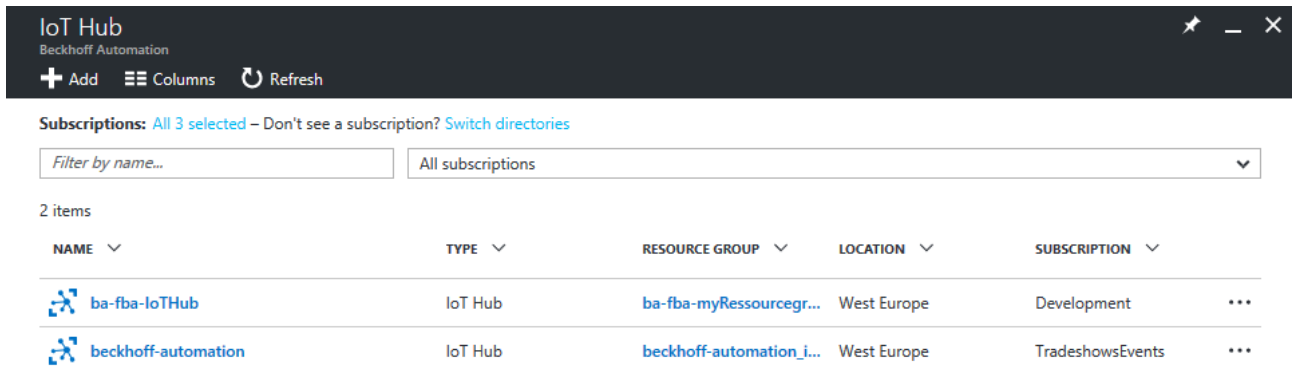 IoT Hub
Beckhoff Automation
Add Columns Refresh
Subscriptions: All 3 selected – Don't see a subscription? Switch directories
Filter by name... All subscriptions
2 items
NAME TYPE RESOURCE GROUP LOCATION SUBSCRIPTION
ba-fba-IoTHub IoT Hub ba-fba-myRessourcegr... West Europe Development ...
beckhoff-automation IoT Hub beckhoff-automation_i... West Europe TradeshowsEvents ...